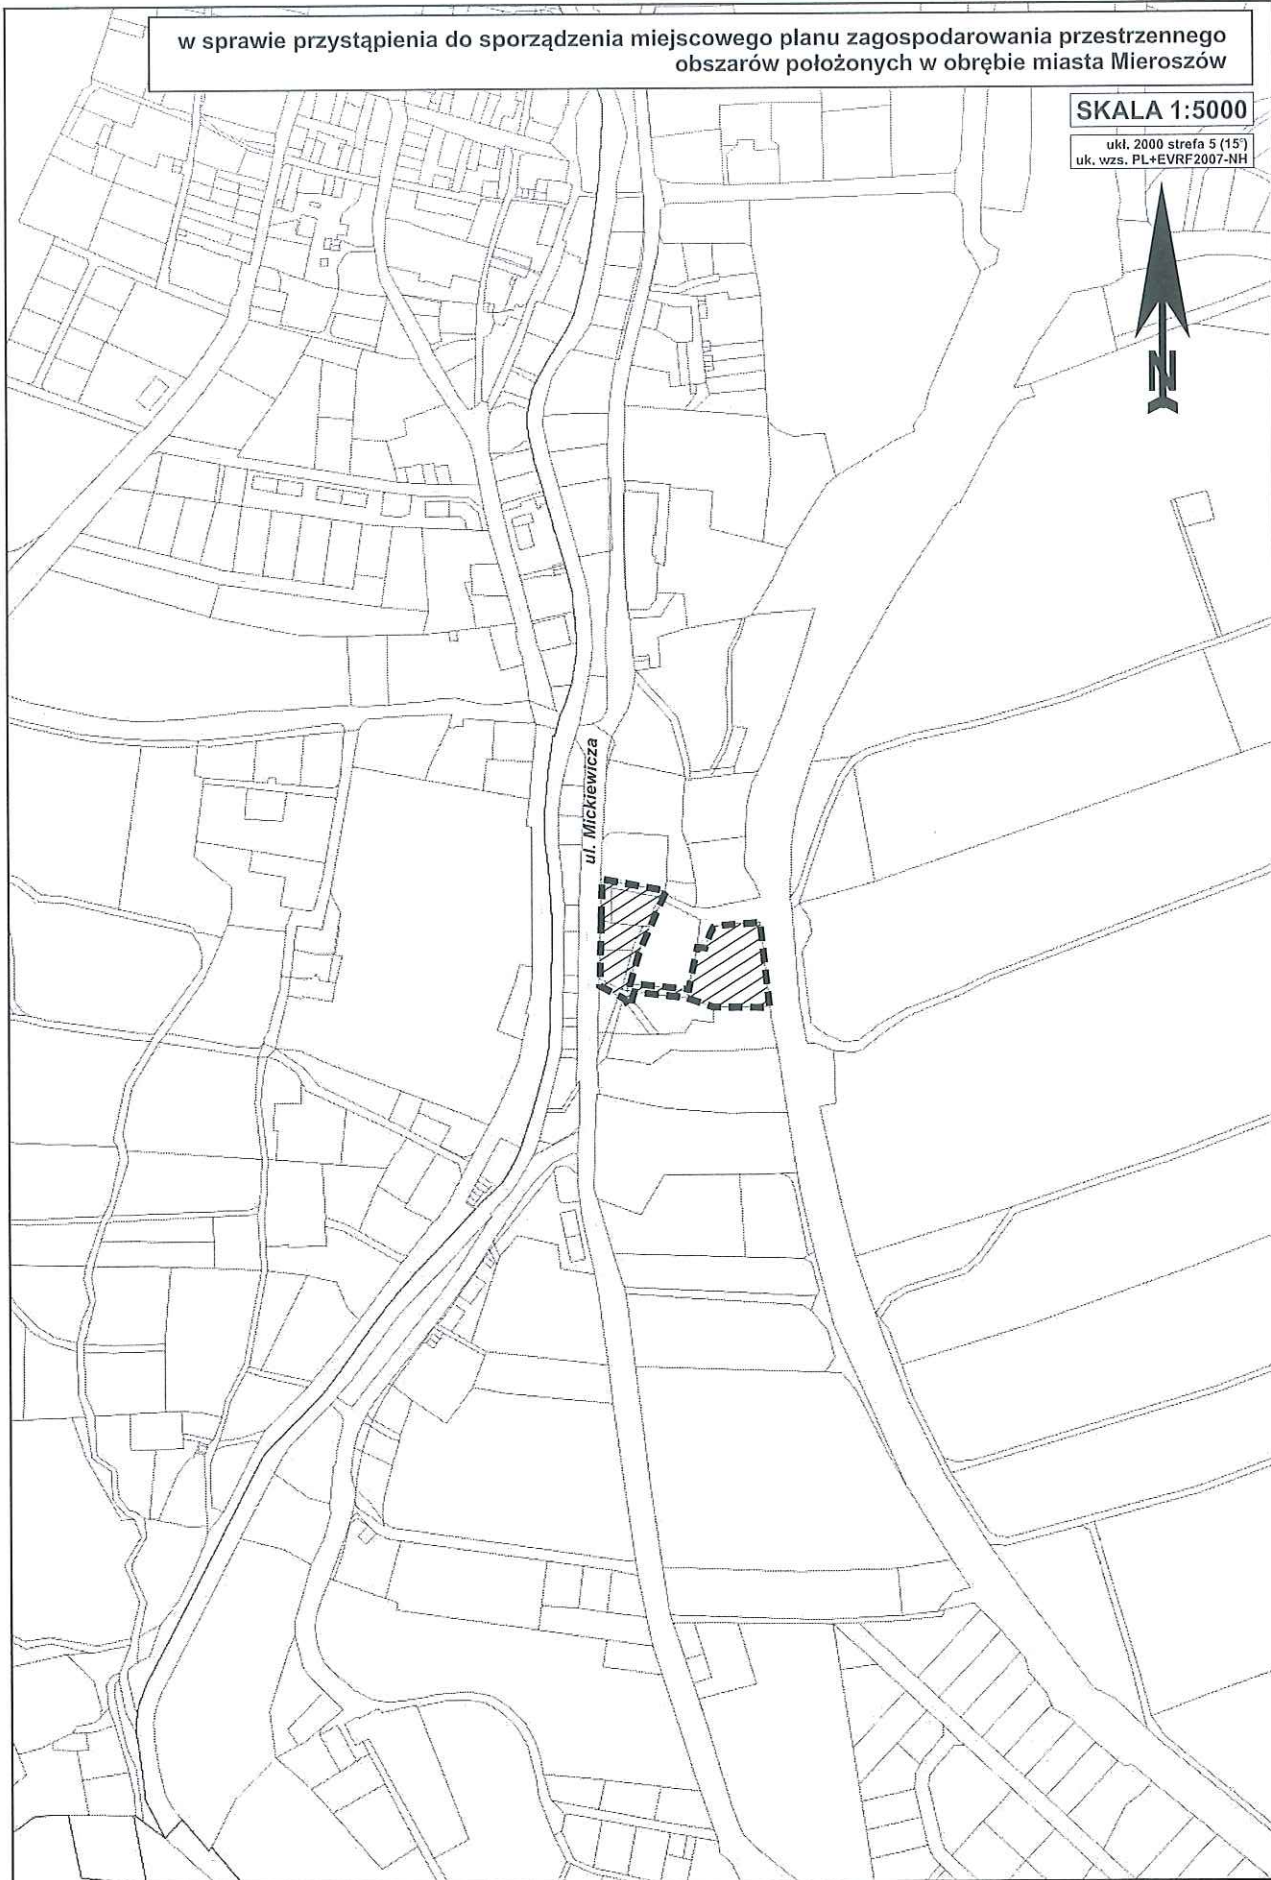 w sprawie przystąpienia do sporządzenia miejscowego planu zagospodarowania przestrzennego
obszarów położonych w obrębie miasta Mieroszów
SKALA 1:5000
ukł. 2000 strefa 5 (15°)
uk. wzs. PL+EVRF2007-NH
N
ul. Mickiewicza